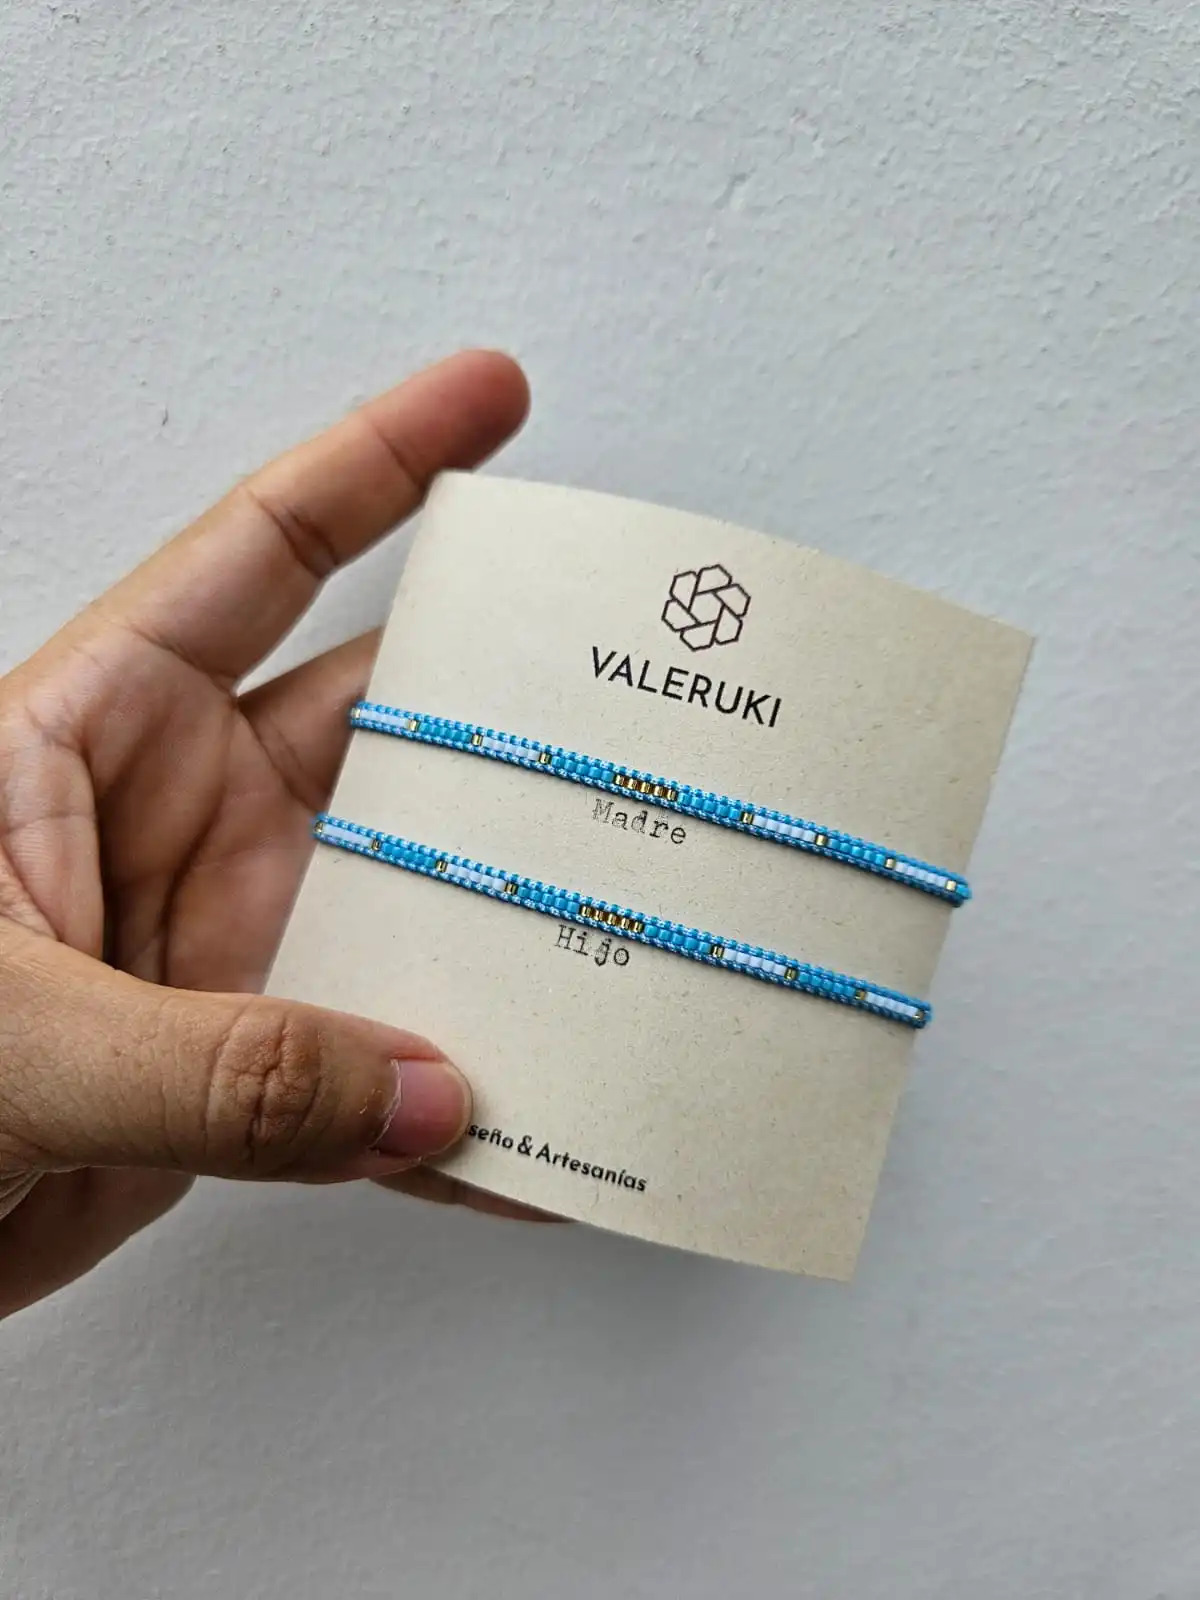 VALERUKI
Madre
Hijo
seño & Artesanías